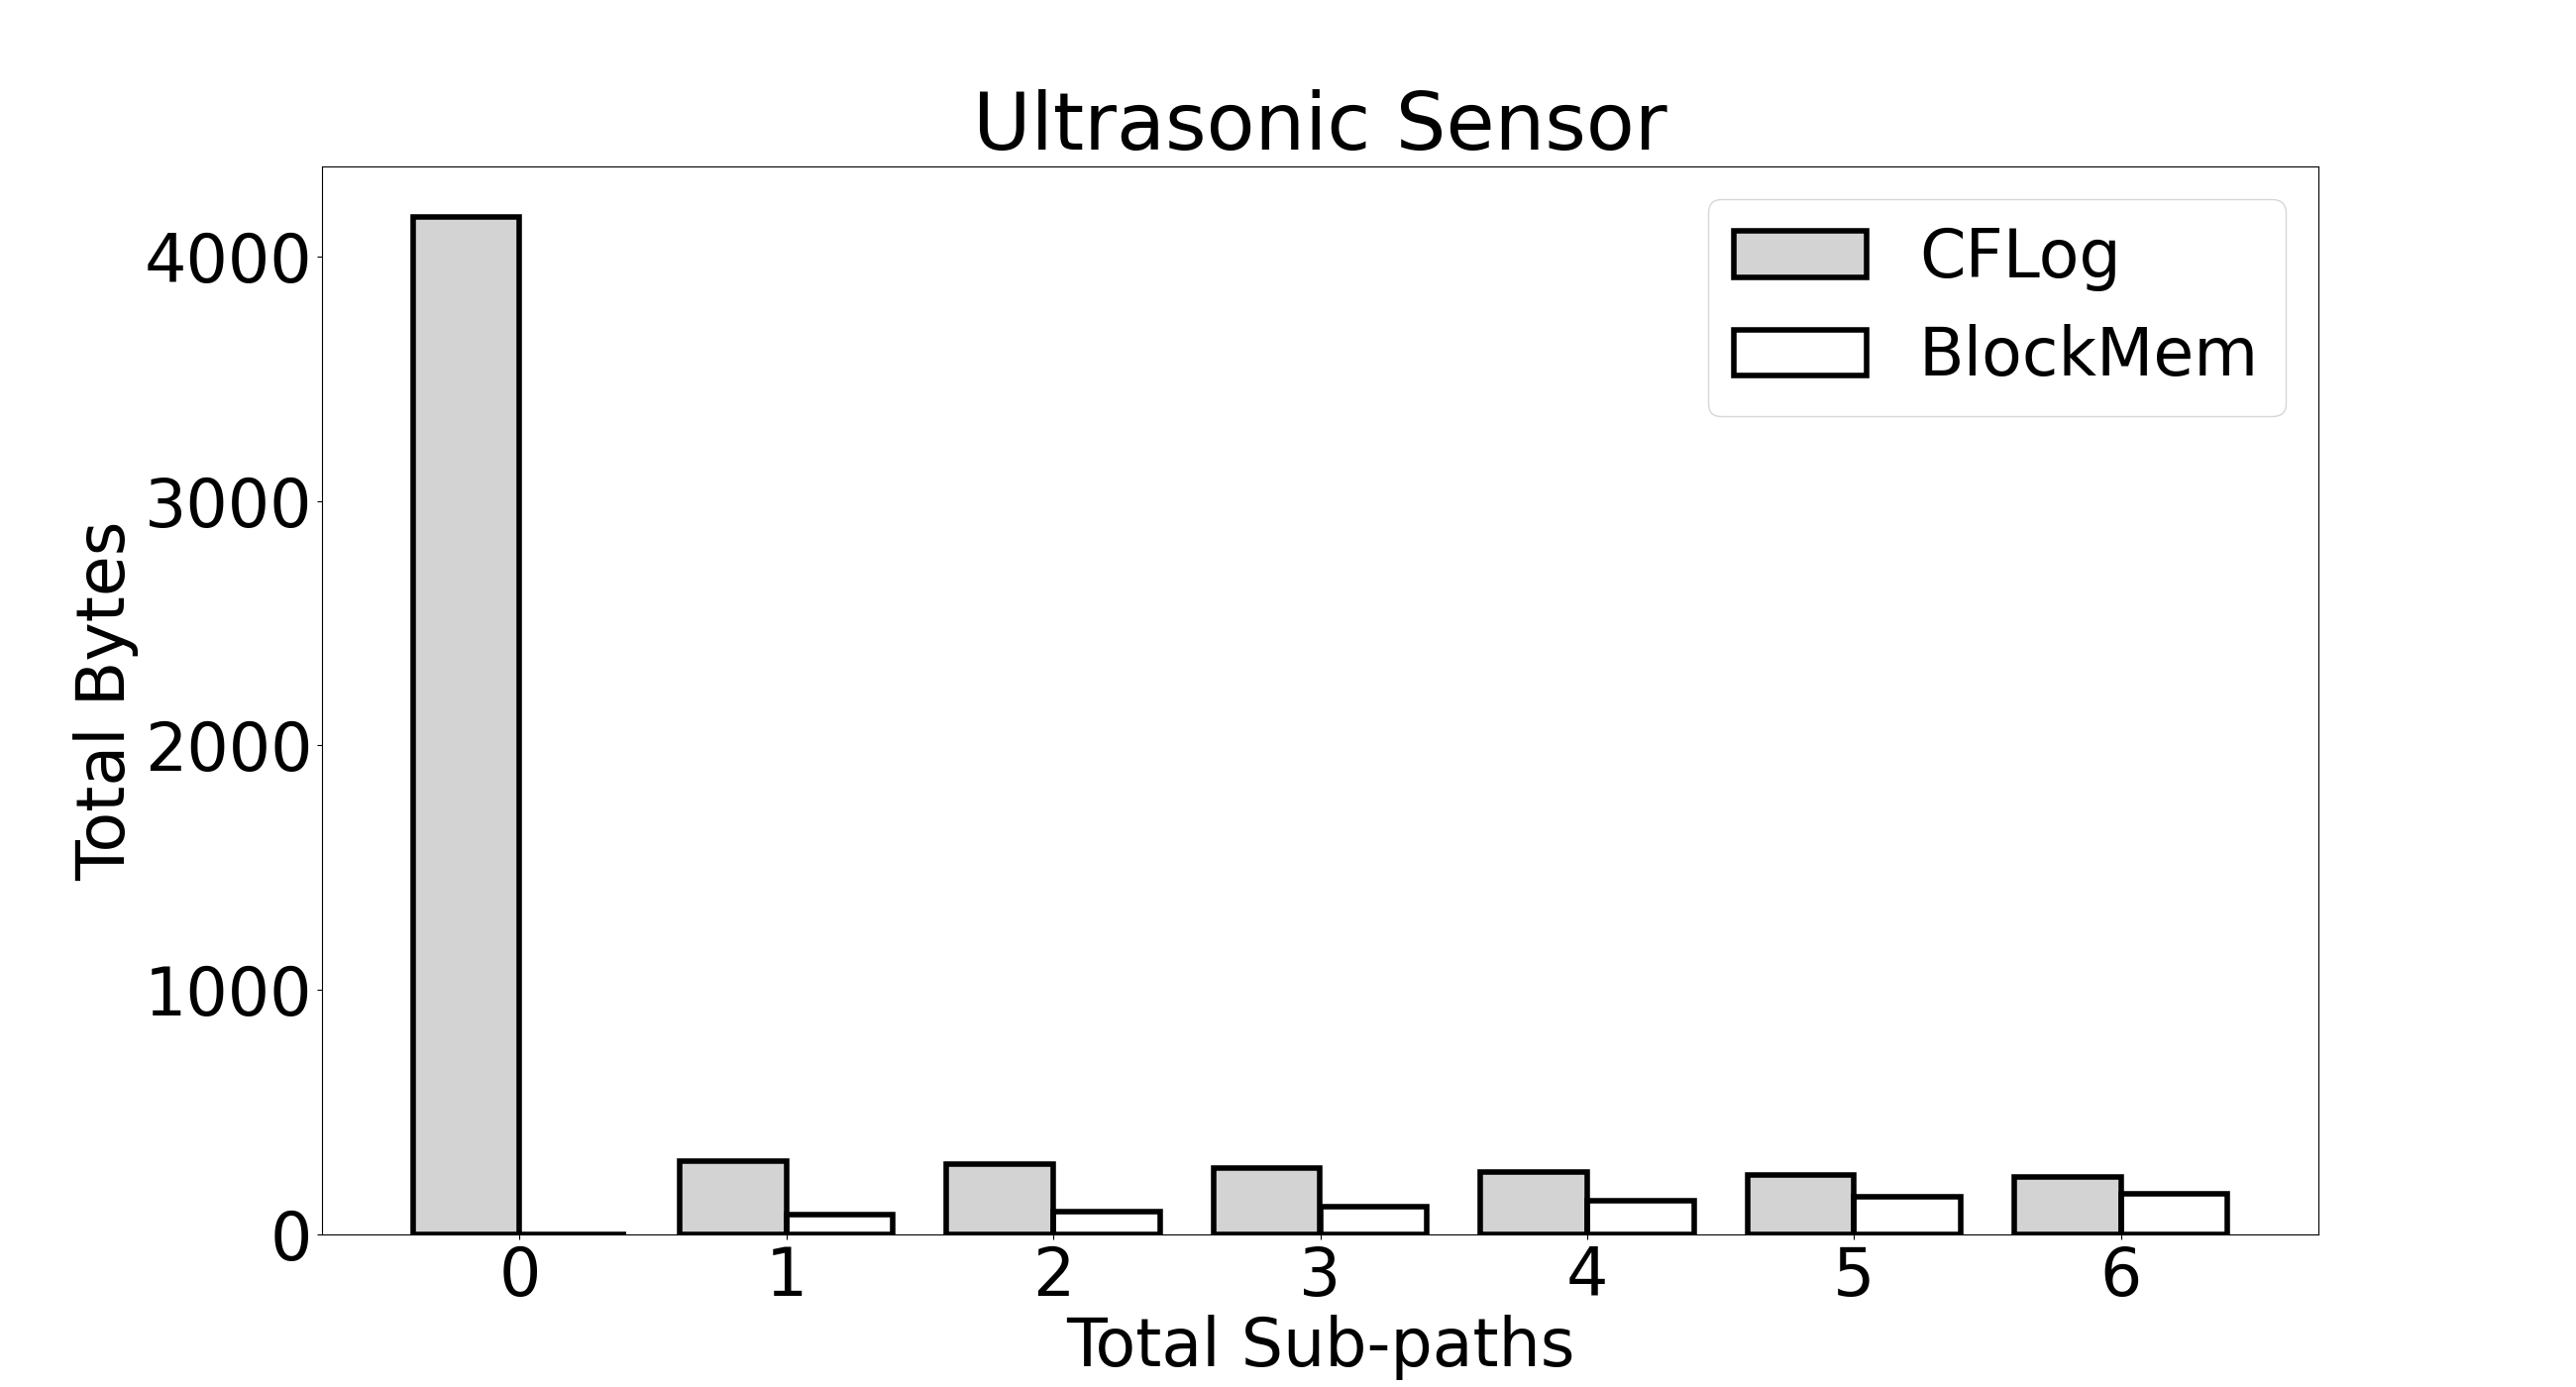 Ultrasonic Sensor
CFLog
BlockMem
4000
3000
2000
1000
0
Total Bytes
0 1 2 3 4 5 6
Total Sub-paths